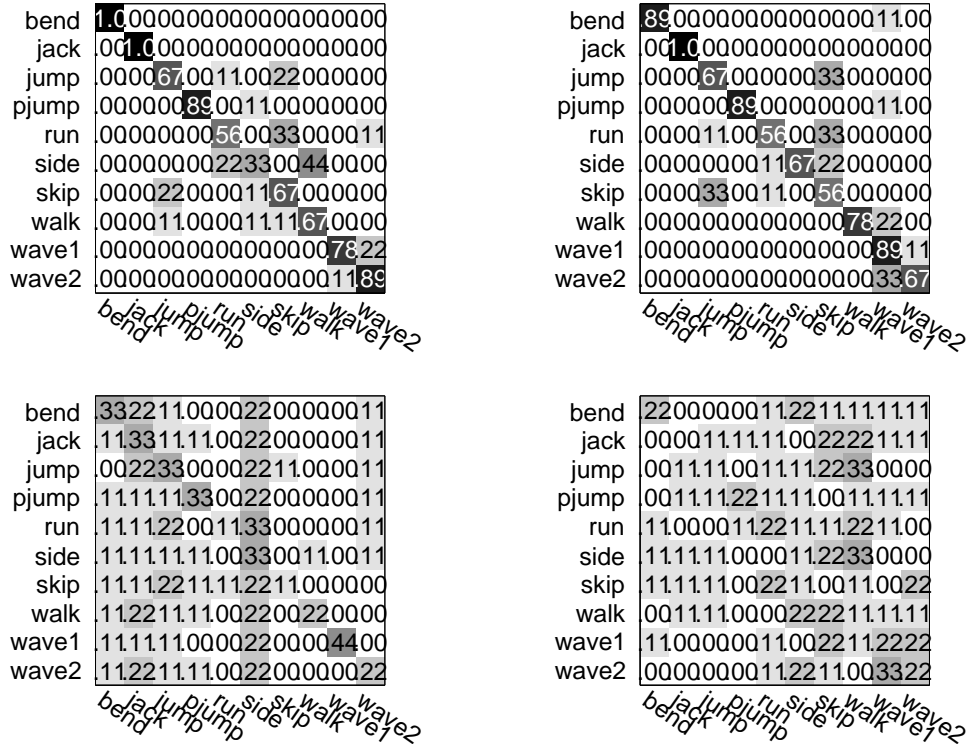 bend 1.0 .00 .00 .00 .00 .00 .00 .00 .00 .00
jack .00 1.0 .00 .00 .00 .00 .00 .00 .00 .00
jump .00 .00 .67 .00 .11 .00 .22 .00 .00 .00
pjump .00 .00 .00 .89 .00 .11 .00 .00 .00 .00
run .00 .00 .00 .00 .56 .00 .33 .00 .00 .11
side .00 .00 .00 .00 .22 .33 .00 .44 .00 .00
skip .00 .00 .22 .00 .00 .11 .67 .00 .00 .00
walk .00 .00 .11 .00 .00 .11 .11 .67 .00 .00
wave1 .00 .00 .00 .00 .00 .00 .00 .00 .78 .22
wave2 .00 .00 .00 .00 .00 .00 .00 .00 .11 .89
bend jack jump pjump run side skip walk wave1 wave2
bend .89 .00 .00 .00 .00 .00 .00 .00 .11 .00
jack .00 1.0 .00 .00 .00 .00 .00 .00 .00 .00
jump .00 .00 .67 .00 .00 .00 .33 .00 .00 .00
pjump .00 .00 .00 .89 .00 .00 .00 .00 .11 .00
run .00 .00 .11 .00 .56 .00 .33 .00 .00 .00
side .00 .00 .00 .00 .11 .67 .22 .00 .00 .00
skip .00 .00 .33 .00 .11 .00 .56 .00 .00 .00
walk .00 .00 .00 .00 .00 .00 .00 .78 .22 .00
wave1 .00 .00 .00 .00 .00 .00 .00 .00 .89 .11
wave2 .00 .00 .00 .00 .00 .00 .00 .00 .33 .67
bend jack jump pjump run side skip walk wave1 wave2
bend .33 .22 .11 .00 .00 .22 .00 .00 .00 .11
jack .11 .33 .11 .11 .00 .22 .00 .00 .00 .11
jump .00 .22 .33 .00 .00 .22 .11 .00 .00 .11
pjump .11 .11 .11 .33 .00 .22 .00 .00 .00 .11
run .11 .11 .22 .00 .11 .33 .00 .00 .00 .11
side .11 .11 .11 .11 .00 .33 .00 .11 .00 .11
skip .11 .11 .22 .11 .11 .22 .11 .00 .00 .00
walk .11 .22 .11 .11 .00 .22 .00 .22 .00 .00
wave1 .11 .11 .11 .00 .00 .22 .00 .00 .44 .00
wave2 .11 .22 .11 .11 .00 .22 .00 .00 .00 .22
bend jack jump pjump run side skip walk wave1 wave2
bend .22 .00 .00 .00 .11 .22 .11 .11 .11 .11
jack .00 .00 .11 .11 .11 .00 .22 .22 .11 .11
jump .00 .11 .11 .00 .11 .11 .22 .33 .00 .00
pjump .00 .11 .11 .22 .11 .11 .00 .11 .11 .11
run .11 .00 .00 .11 .22 .11 .11 .22 .11 .00
side .11 .11 .11 .00 .00 .11 .22 .33 .00 .00
skip .11 .11 .11 .00 .22 .11 .00 .11 .00 .22
walk .00 .11 .11 .00 .00 .22 .22 .11 .11 .11
wave1 .11 .00 .00 .00 .11 .00 .22 .11 .22 .22
wave2 .00 .00 .00 .00 .11 .22 .11 .00 .33 .22
bend jack jump pjump run side skip walk wave1 wave2